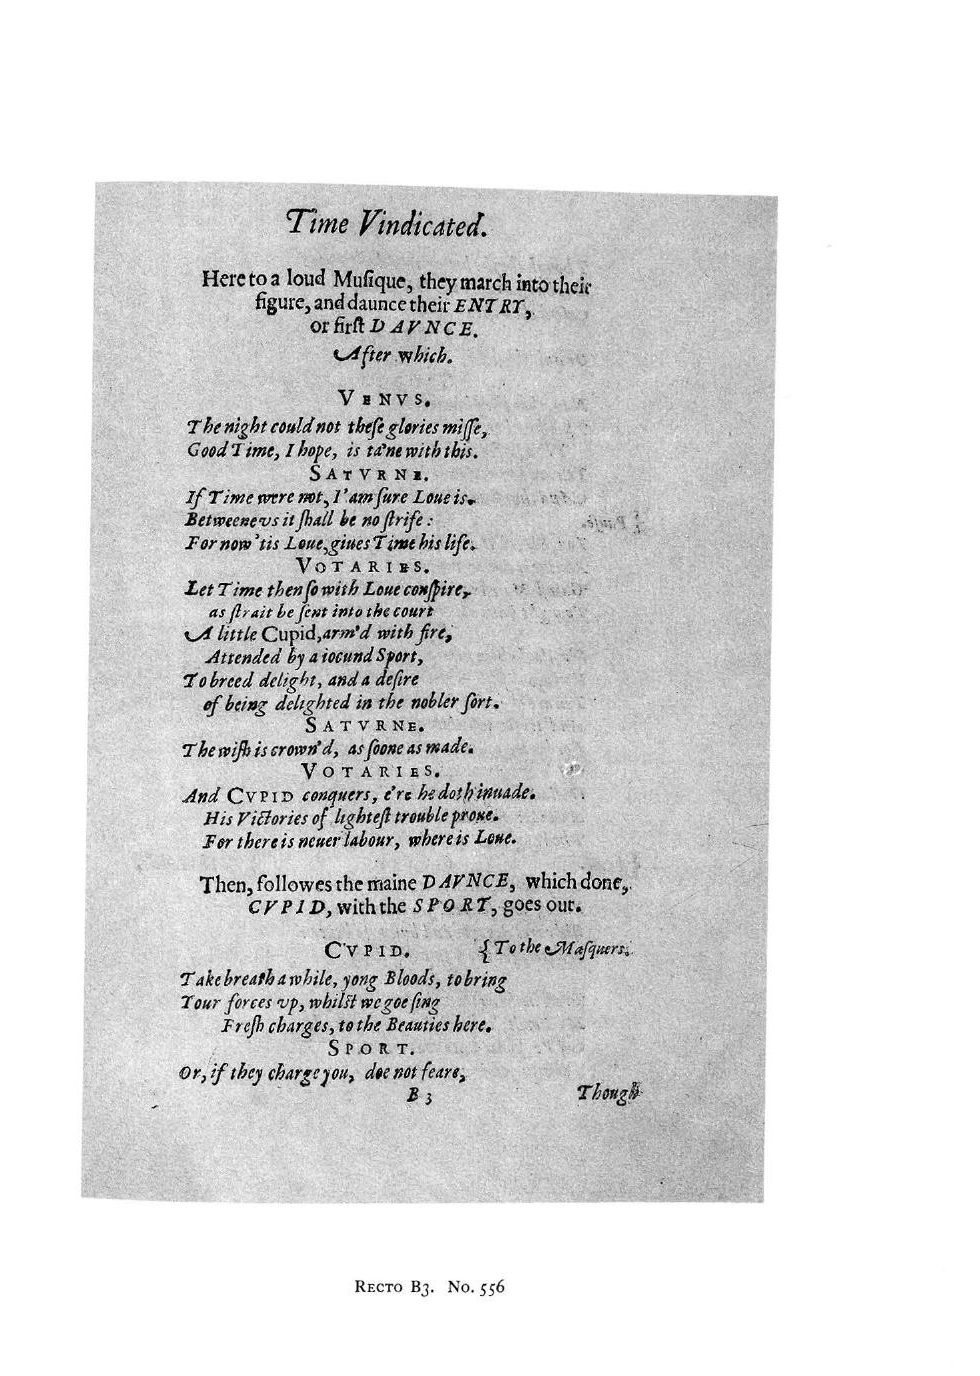 Time Vindicated.
Here to a loud Muſique, they march into their
figure, and daunce their ENTRY,
or firſt DAVNCE.
After which.
VENVS.
The night could not theſe glories miſſe,
Good Time, I hope, is ta'ne with this.
SATVRNE.
If Time were not, I'am ſure Loue is.
Betweene vs it ſhall be no ſtrife :
For now 'tis Loue, giues Time his life.
VOTARIES.
Let Time then ſo with Loue conſpire,
as ſtrait be ſent into the court
A little Cupid, arm'd with fire,
Attended by a iocund Sport,
To breed delight, and a deſire
of being delighted in the nobler ſort.
SATVRNE.
The wiſh is crown'd, as ſoone as made.
VOTARIES.
And CVPID conquers, e're he doth inuade.
His Victories of lighteſt trouble proue.
For there is neuer labour, where is Loue.
Then, followes the maine DAVNCE, which done,
CVPID, with the SPORT, goes out.
CVPID. {To the Maſquers.
Take breath a while, yong Bloods, to bring
Your forces vp, whilſt we goe ſing
Freſh charges, to the Beauties here.
SPORT.
Or, if they charge you, doe not feare,
B 3 Though
RECTO B3. No. 556